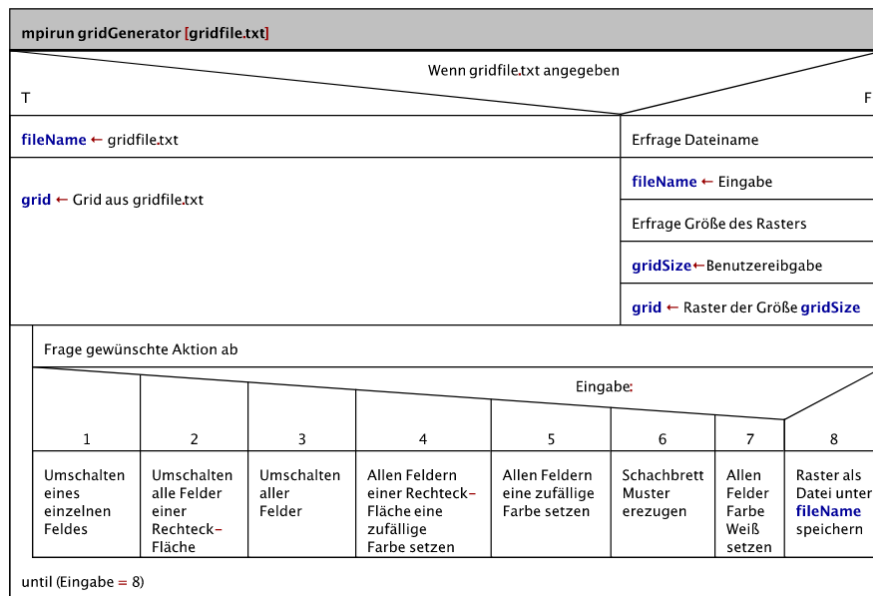 mpirun gridGenerator [gridfile.txt]
Wenn gridfile.txt angegeben
T
F
fileName ← gridfile.txt
Erfrage Dateiname
grid ← Grid aus gridfile.txt
fileName ← Eingabe
Erfrage Größe des Rasters
gridSize←Benutzereibgabe
grid ← Raster der Größe gridSize
Frage gewünschte Aktion ab
Eingabe:
1
2
3
4
5
6
7
8
Umschalten
eines
einzelnen
Feldes
Umschalten
alle Felder
einer
Rechteck-
Fläche
Umschalten
aller
Felder
Allen Feldern
einer Rechteck-
Fläche eine
zufällige
Farbe setzen
Allen Feldern
eine zufällige
Farbe setzen
Schachbrett
Muster
erezugen
Allen
Felder
Farbe
Weiß
setzen
Raster als
Datei unter
fileName
speichern
until (Eingabe = 8)